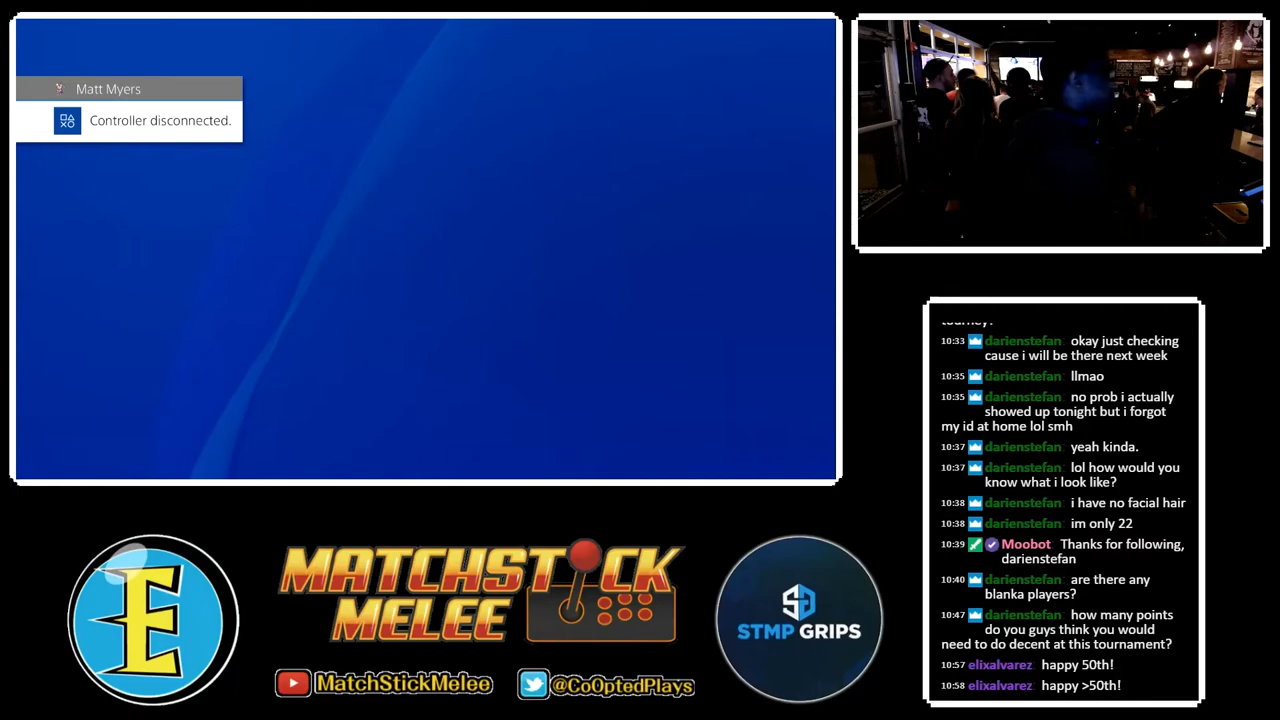 Matt Myers
Controller disconnected.
tourney?
10:33 darienstefan: okay just checking
cause i will be there next week
10:35 darienstefan: llmao
10:35 darienstefan: no prob i actually
showed up tonight but i forgot
my id at home lol smh
10:37 darienstefan: yeah kinda.
10:37 darienstefan: lol how would you
know what i look like?
10:38 darienstefan: i have no facial hair
10:38 darienstefan: im only 22
10:39 Moobot: Thanks for following,
darienstefan
10:40 darienstefan: are there any
blanka players?
10:47 darienstefan: how many points
do you guys think you would
need to do decent at this tournament?
10:57 elixalvarez: happy 50th!
10:58 elixalvarez: happy >50th!
E
MATCHSTICK
MELEE
MatchStickMelee
@CoOptedPlays
SG
STMP GRIPS